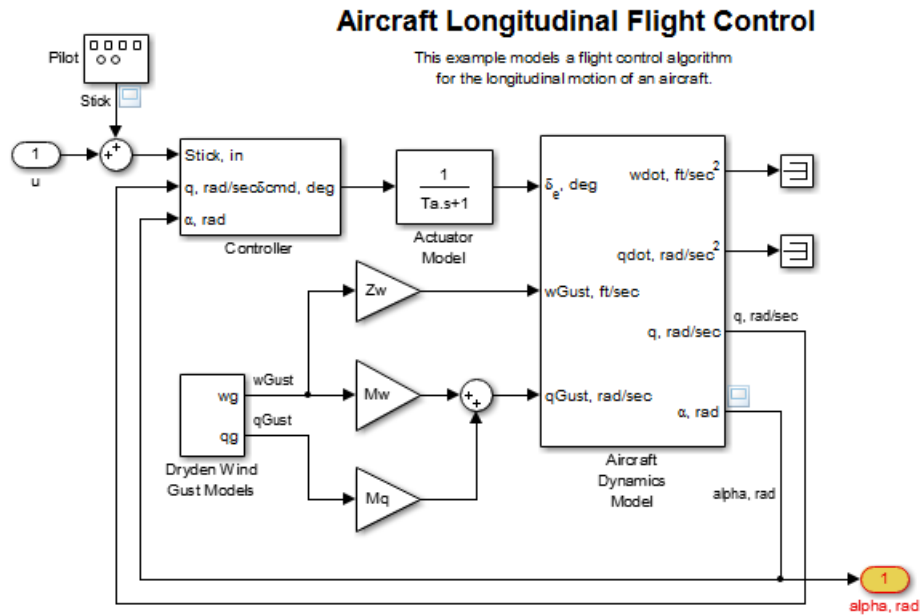 Aircraft Longitudinal Flight Control
This example models a flight control algorithm
for the longitudinal motion of an aircraft.
Pilot
Stick
1
u
+
+
Stick, in
q, rad/sec
δcmd, deg
α, rad
Controller
1
Ta.s+1
Actuator
Model
δe, deg
wdot, ft/sec²
qdot, rad/sec²
wGust, ft/sec
q, rad/sec
q, rad/sec
qGust, rad/sec
α, rad
Aircraft
Dynamics
Model
Zw
Mw
Mq
+
+
wg
wGust
qg
qGust
Dryden Wind
Gust Models
alpha, rad
1
alpha, rad